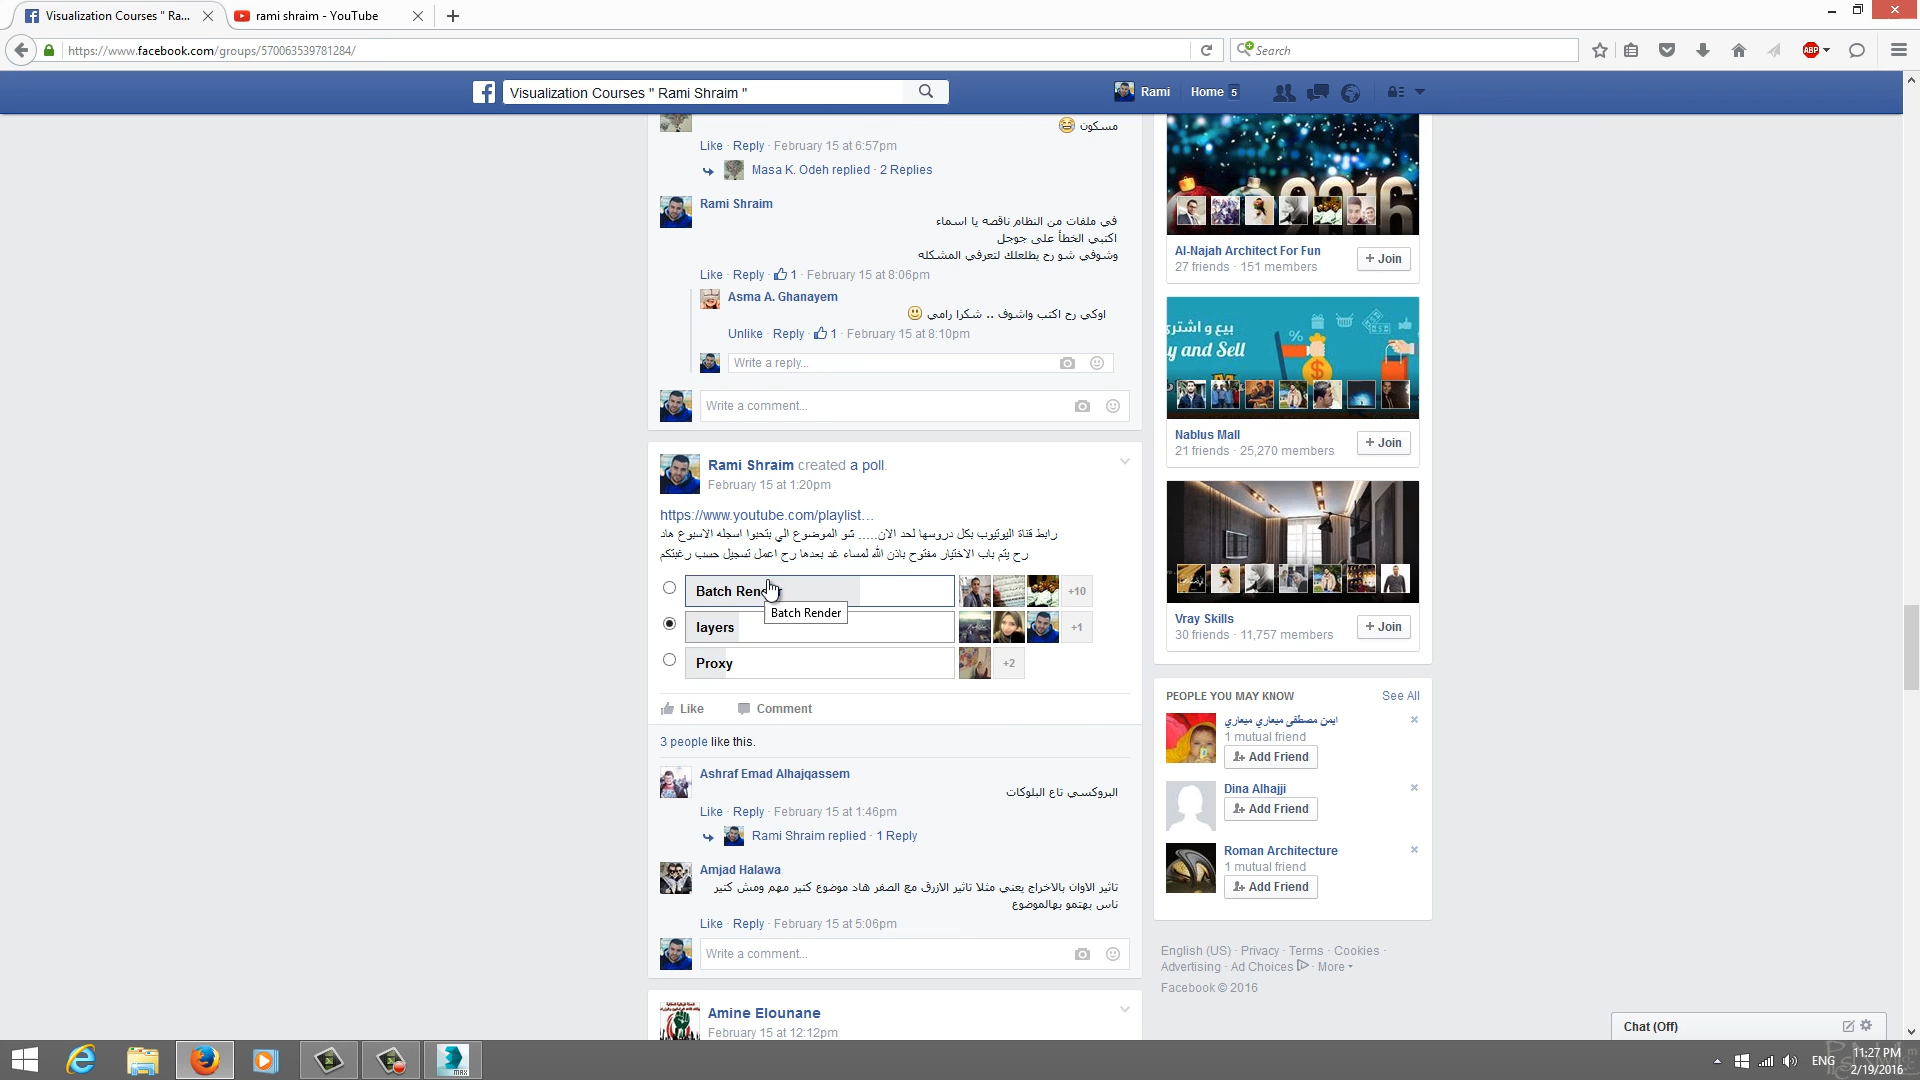 Visualization Courses " Ra...
rami shraim - YouTube
https://www.facebook.com/groups/570063539781284/
Search
ABP
Visualization Courses " Rami Shraim "
Rami
Home 5
مسكون
Like · Reply · February 15 at 6:57pm
Masa K. Odeh replied · 2 Replies
Rami Shraim
في ملفات من النظام ناقصه يا اسماء
اكتبي الخطأ على جوجل
وشوفي شو رح يطلعلك لتعرفي المشكله
Like · Reply · 1 · February 15 at 8:06pm
Asma A. Ghanayem
اوكي رح اكتب واشوف .. شكرا رامي
Unlike · Reply · 1 · February 15 at 8:10pm
Write a reply...
Write a comment...
Rami Shraim created a poll.
February 15 at 1:20pm
https://www.youtube.com/playlist...
رابط قناة اليوتيوب بكل دروسها لحد الان..... شو الموضوع الي بتحبوا اسجله الاسبوع هاد
رح يتم باب الاختيار مفتوح باذن الله لمساء غد بعدها رح اعمل تسجيل حسب رغبتكم
Batch Render
+10
Batch Render
layers
+1
Proxy
+2
Like
Comment
3 people like this.
Ashraf Emad Alhajqassem
البروكسي تاع البلوكات
Like · Reply · February 15 at 1:46pm
Rami Shraim replied · 1 Reply
Amjad Halawa
تاثير الاوان بالاخراج يعني مثلا تاثير الازرق مع الصفر هاد موضوع كتير مهم ومش كتير
ناس بهتمو بهالموضوع
Like · Reply · February 15 at 5:06pm
Write a comment...
Amine Elounane
February 15 at 12:12pm
2016
Al-Najah Architect For Fun
27 friends · 151 members
+ Join
بيع و اشتري
y and Sell
Nablus Mall
21 friends · 25,270 members
+ Join
Vray Skills
30 friends · 11,757 members
+ Join
PEOPLE YOU MAY KNOW
See All
ايمن مصطفى ميعاري ميعاري
1 mutual friend
Add Friend
Dina Alhajji
Add Friend
Roman Architecture
1 mutual friend
Add Friend
English (US) · Privacy · Terms · Cookies ·
Advertising · Ad Choices · More
Facebook © 2016
Chat (Off)
MAX
ENG
11:27 PM
2/19/2016